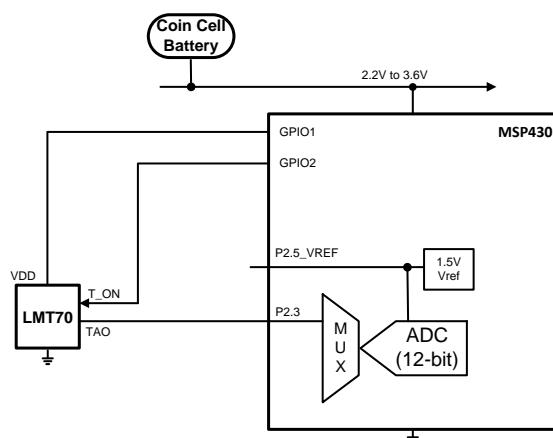 Coin Cell
Battery
2.2V to 3.6V
MSP430
GPIO1
GPIO2
P2.5_VREF
1.5V
Vref
VDD
T_ON
LMT70
TAO
P2.3
M
U
X
ADC
(12-bit)